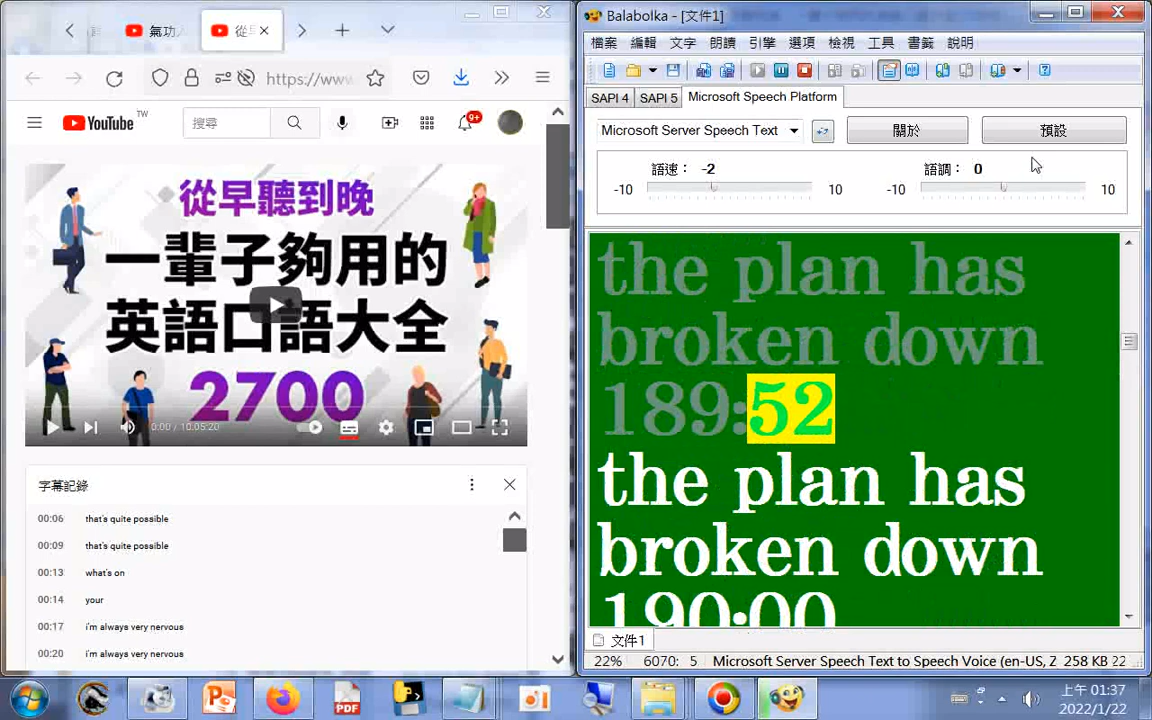 氣功
從
https://www
YouTube TW
搜尋
9+
從早聽到晚
一輩子夠用的
英語口語大全
2700
0:00 / 10:05:20
字幕記錄
00:06 that's quite possible
00:09 that's quite possible
00:13 what's on
00:14 your
00:17 i'm always very nervous
00:20 i'm always very nervous
Balabolka - [文件1]
檔案 編輯 文字 朗讀 引擎 選項 檢視 工具 書籤 說明
SAPI 4 SAPI 5 Microsoft Speech Platform
Microsoft Server Speech Text 關於 預設
語速： -2 語調： 0
-10 10 -10 10
the plan has
broken down
189:52
the plan has
broken down
190:00
文件1
22% 6070: 5 Microsoft Server Speech Text to Speech Voice (en-US, Z 258 KB 22
PDF
上午 01:37
2022/1/22